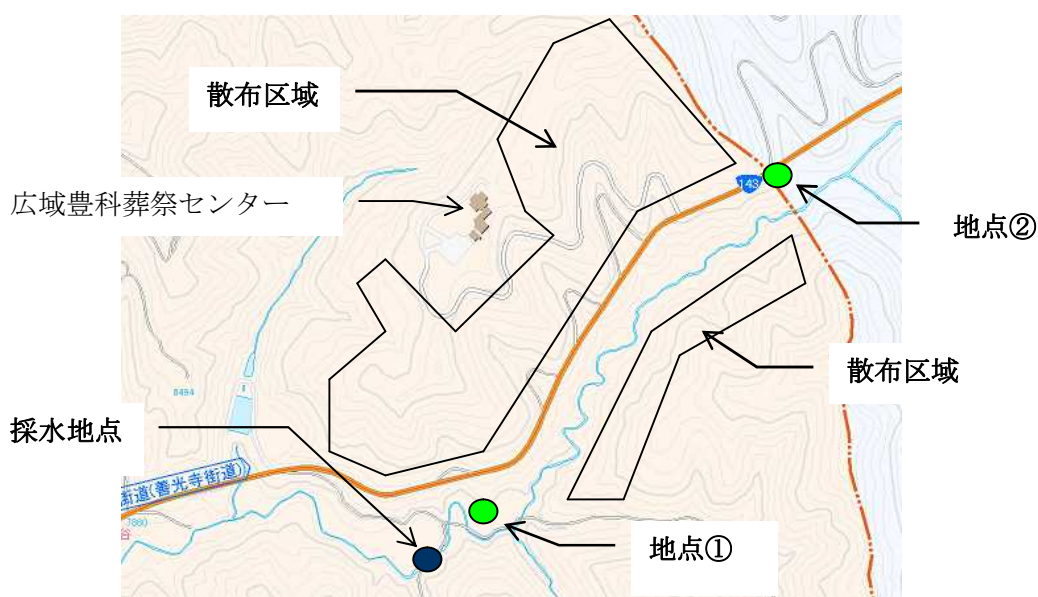 散布区域
143
広域豊科葬祭センター
地点②
散布区域
採水地点
街道(善光寺街道)
谷
地点①